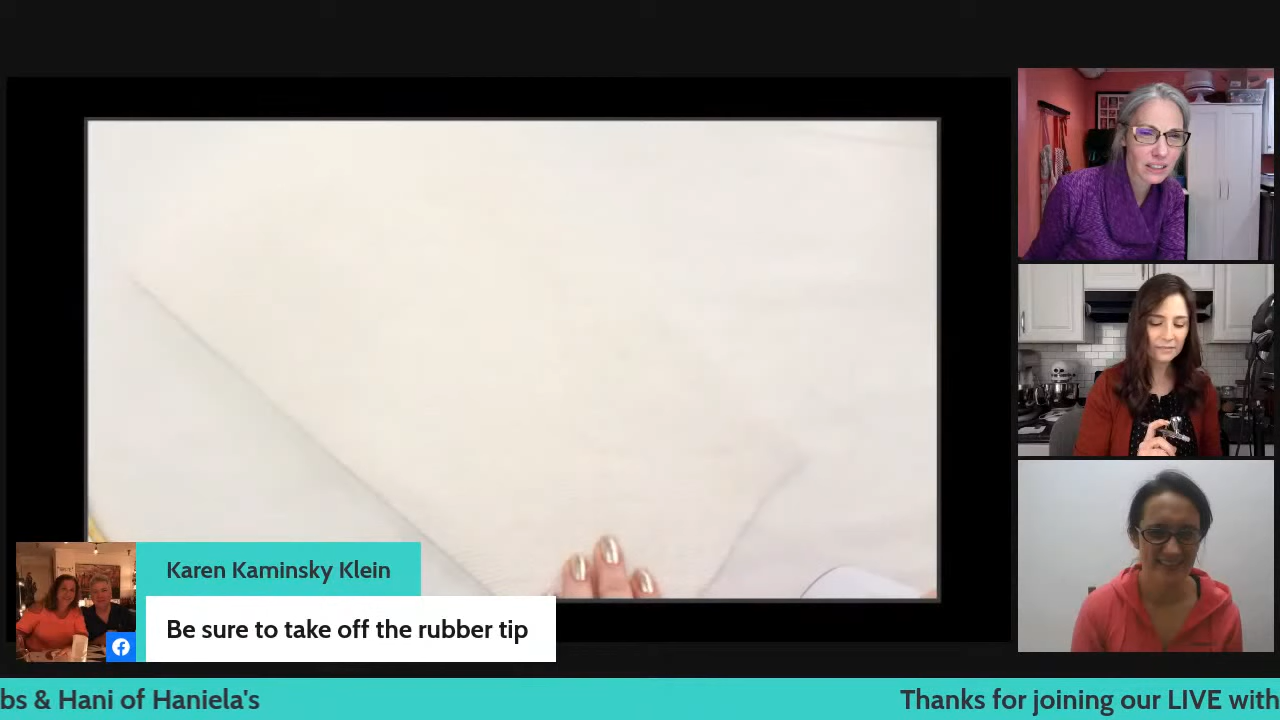 Karen Kaminsky Klein
Be sure to take off the rubber tip
bs & Hani of Haniela's
Thanks for joining our LIVE with